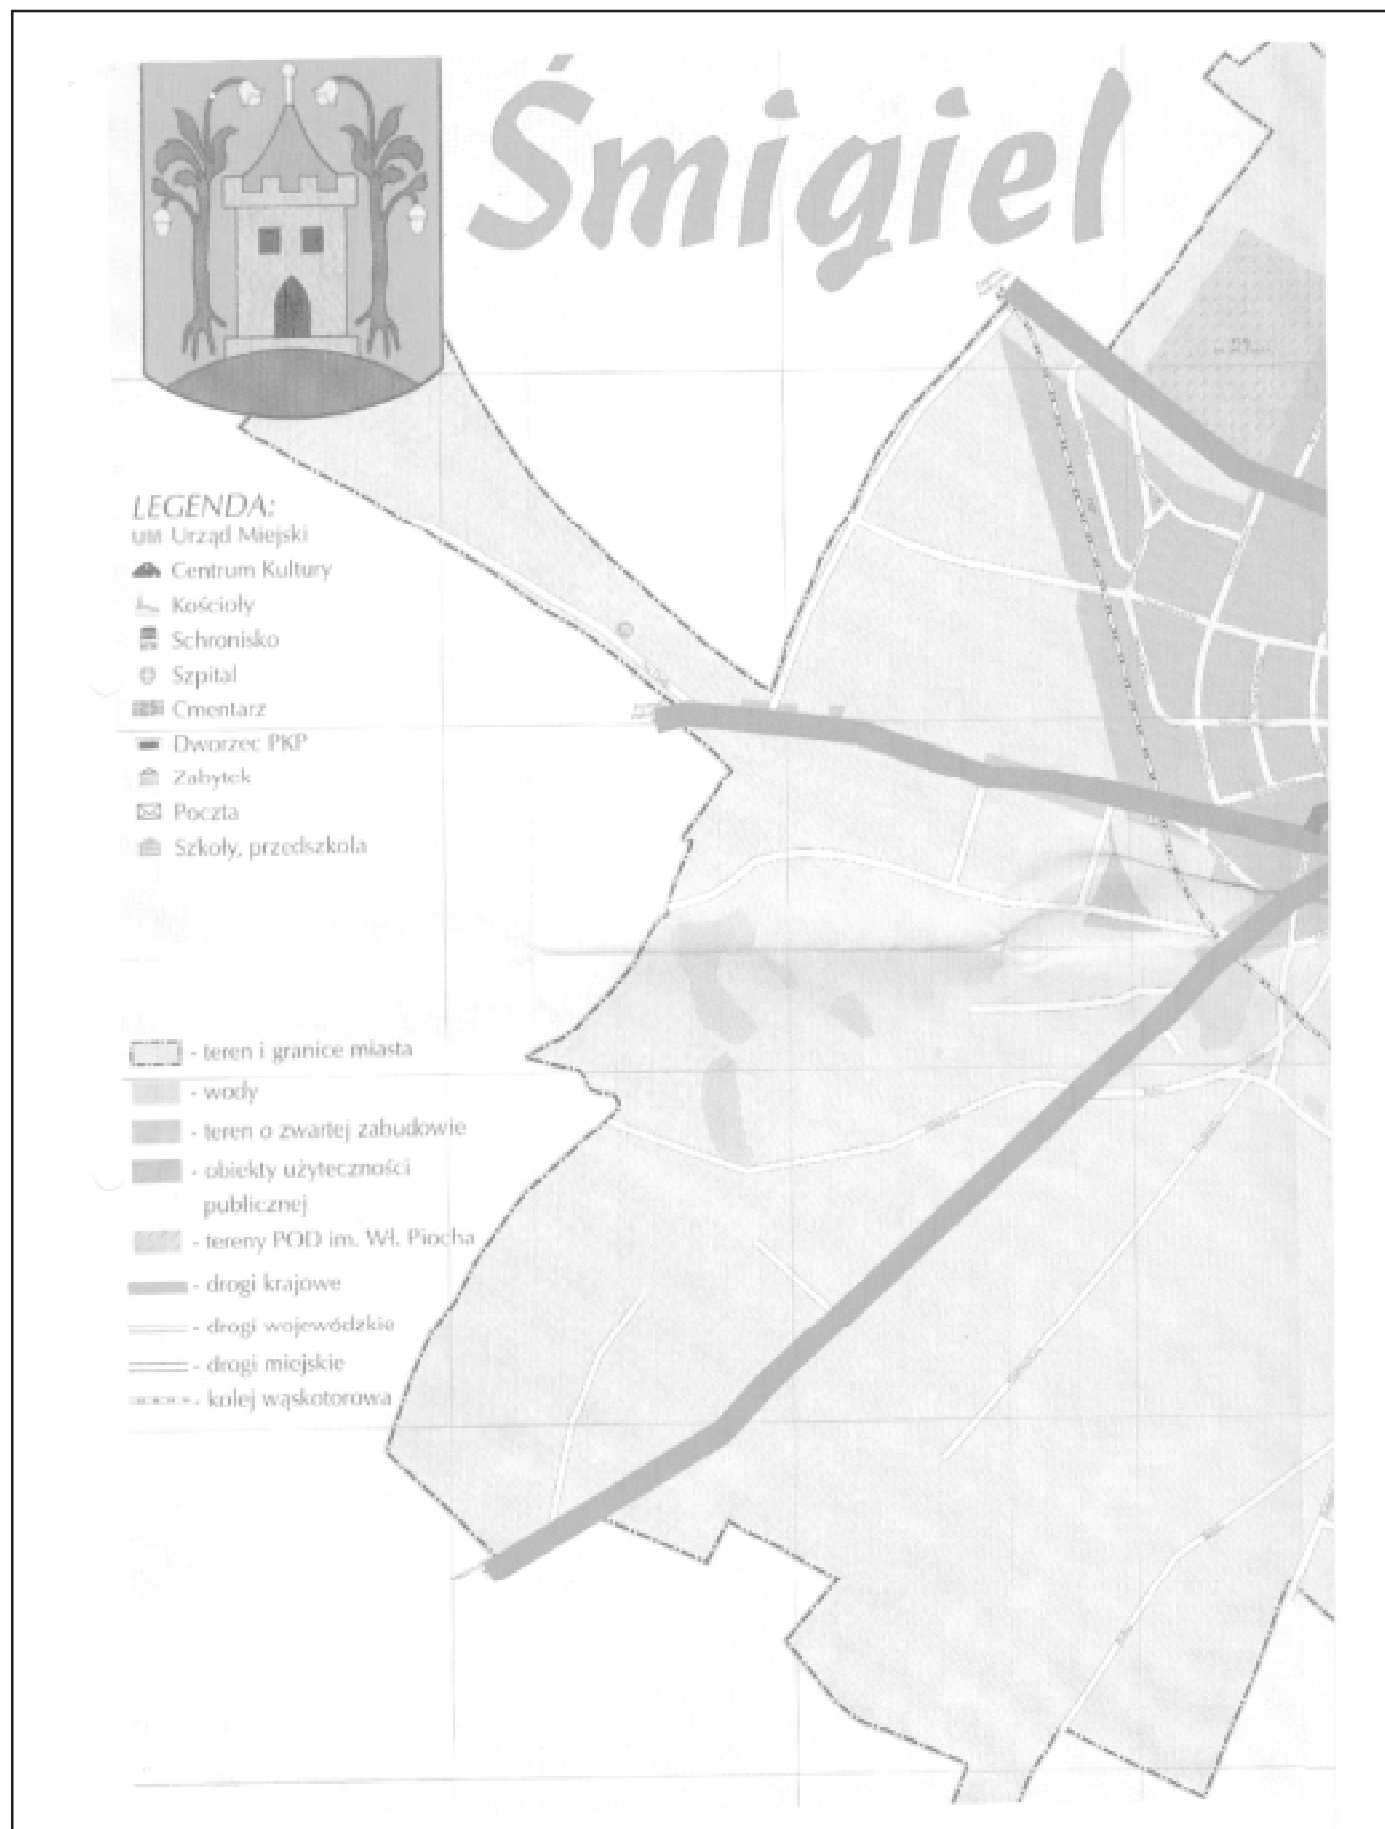 Śmigiel
LEGENDA:
UM Urząd Miejski
Centrum Kultury
Kościoły
Schronisko
Szpital
Cmentarz
Dworzec PKP
Zabytek
Poczta
Szkoły, przedszkola
- teren i granice miasta
- wody
- teren o zwartej zabudowie
- obiekty użyteczności
publicznej
- tereny POD im. Wł. Piocha
- drogi krajowe
- drogi wojewódzkie
- drogi miejskie
- kolej wąskotorowa